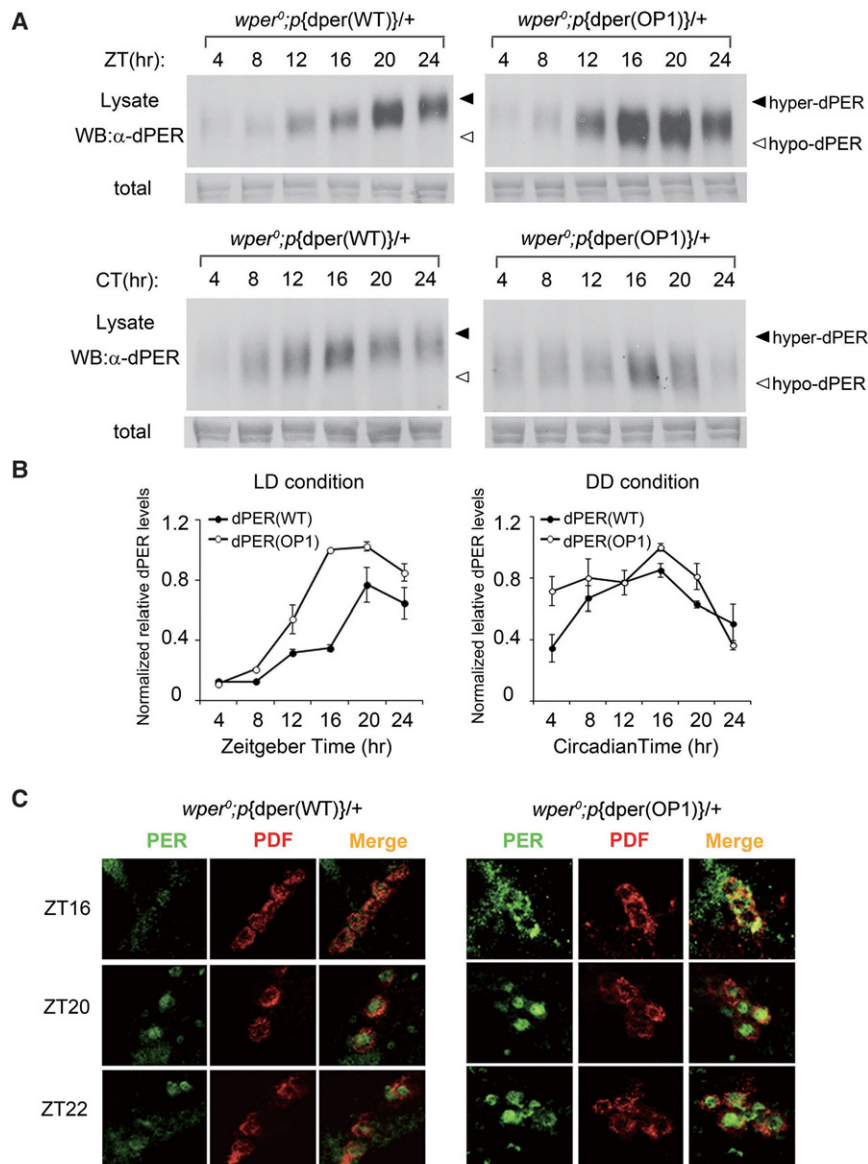 A
wper⁰;p{dper(WT)}/+ wper⁰;p{dper(OP1)}/+
ZT(hr): 4 8 12 16 20 24 4 8 12 16 20 24
Lysate
WB:α-dPER
◀ ◀hyper-dPER
◁ ◁hypo-dPER
total
wper⁰;p{dper(WT)}/+ wper⁰;p{dper(OP1)}/+
CT(hr): 4 8 12 16 20 24 4 8 12 16 20 24
Lysate
WB:α-dPER
◀ ◀hyper-dPER
◁ ◁hypo-dPER
total
B
LD condition DD condition
Normalized relative dPER levels
1.2
0.8
0.4
0
dPER(WT)
dPER(OP1)
4 8 12 16 20 24
Zeitgeber Time (hr)
Normalized lelative dPER levels
1.2
0.8
0.4
0
dPER(WT)
dPER(OP1)
4 8 12 16 20 24
CircadianTime (hr)
C
wper⁰;p{dper(WT)}/+ wper⁰;p{dper(OP1)}/+
PER PDF Merge PER PDF Merge
ZT16
ZT20
ZT22